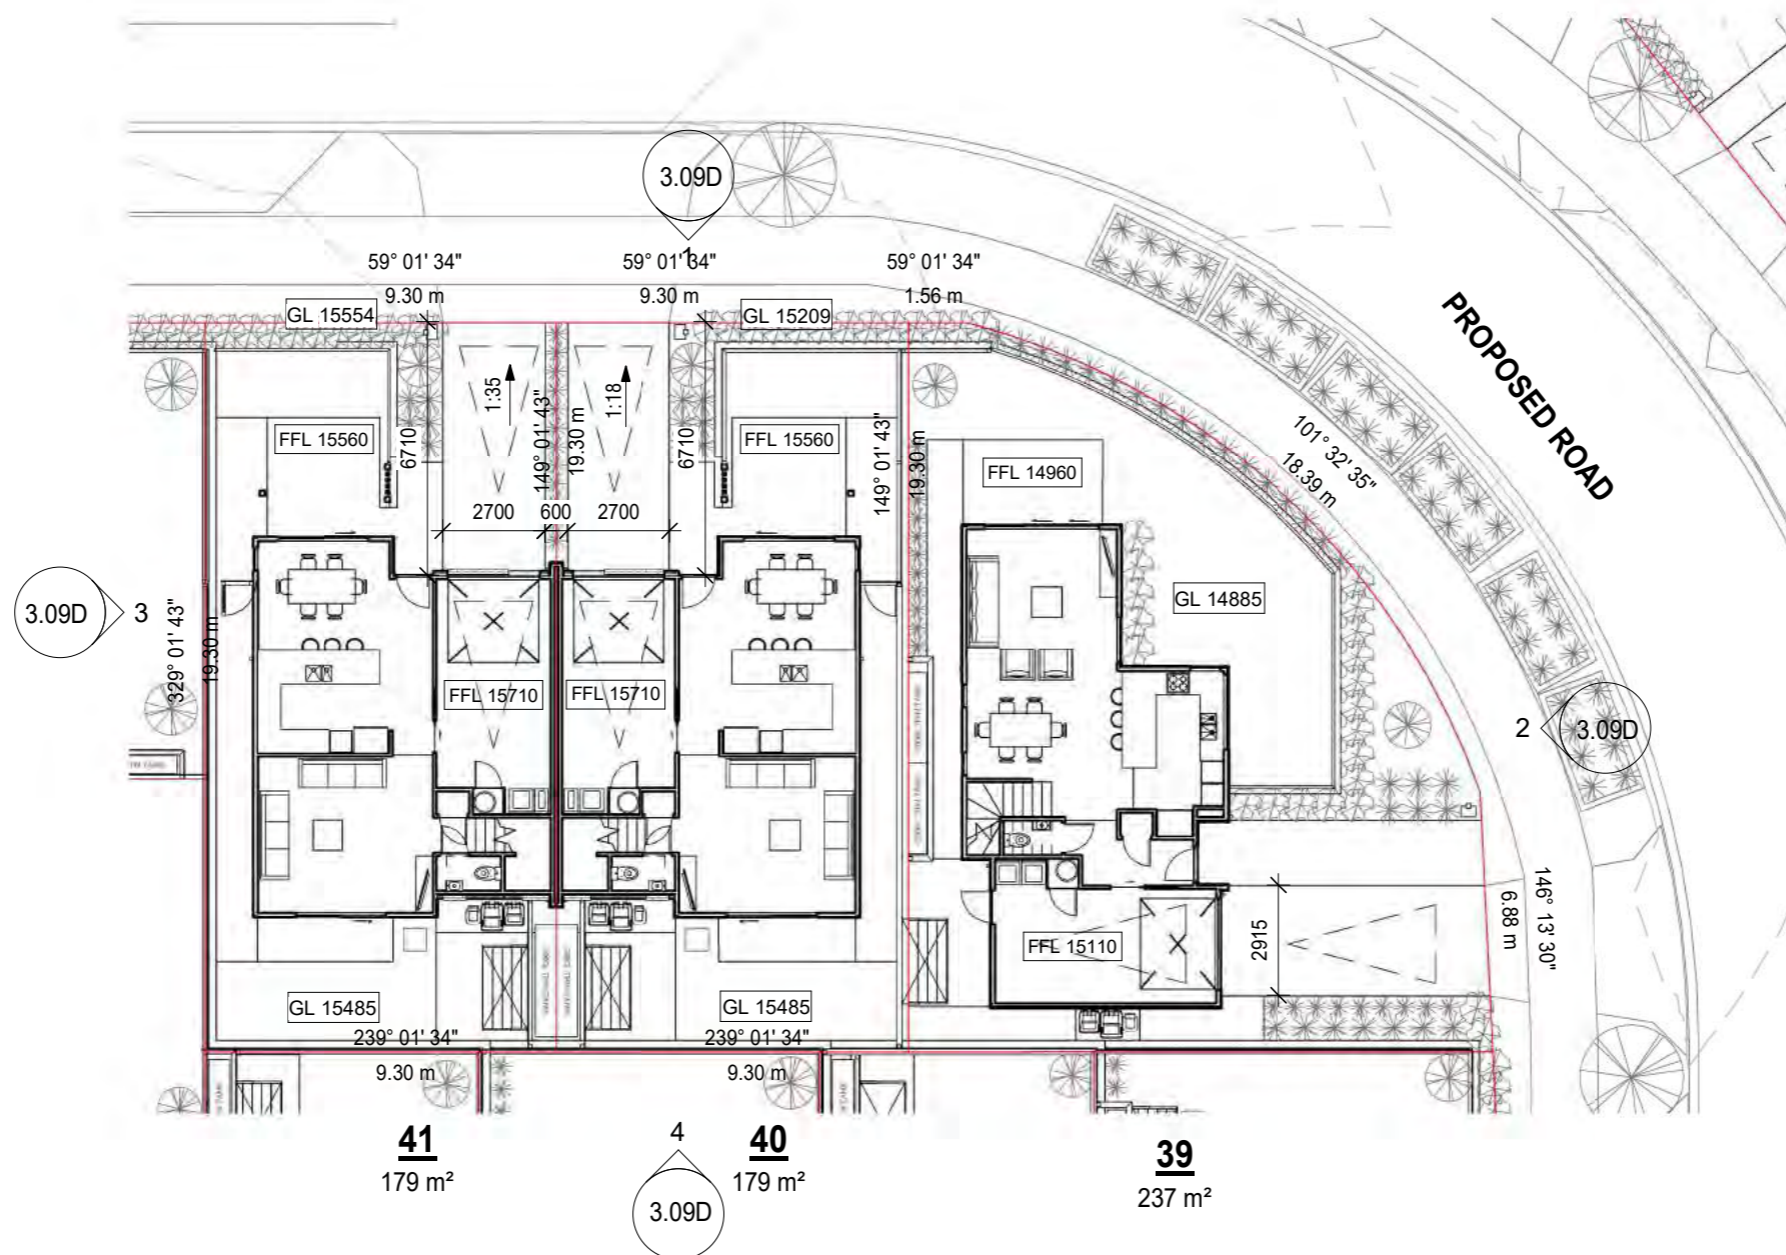 3.09D
1
59° 01' 34"
59° 01' 34"
59° 01' 34"
9.30 m
9.30 m
1.56 m
GL 15554
GL 15209
PROPOSED ROAD
1:35
1:18
149° 01' 43"
19.30 m
6710
6710
149° 01' 43"
19.30 m
FFL 15560
FFL 15560
FFL 14960
101° 32' 35"
18.39 m
2700
600
2700
3.09D
3
329° 01' 43"
19.30 m
GL 14885
FFL 15710
FFL 15710
2
3.09D
146° 13' 30"
6.88 m
2915
FFL 15110
GL 15485
GL 15485
239° 01' 34"
239° 01' 34"
9.30 m
9.30 m
41
179 m²
4
3.09D
40
179 m²
39
237 m²